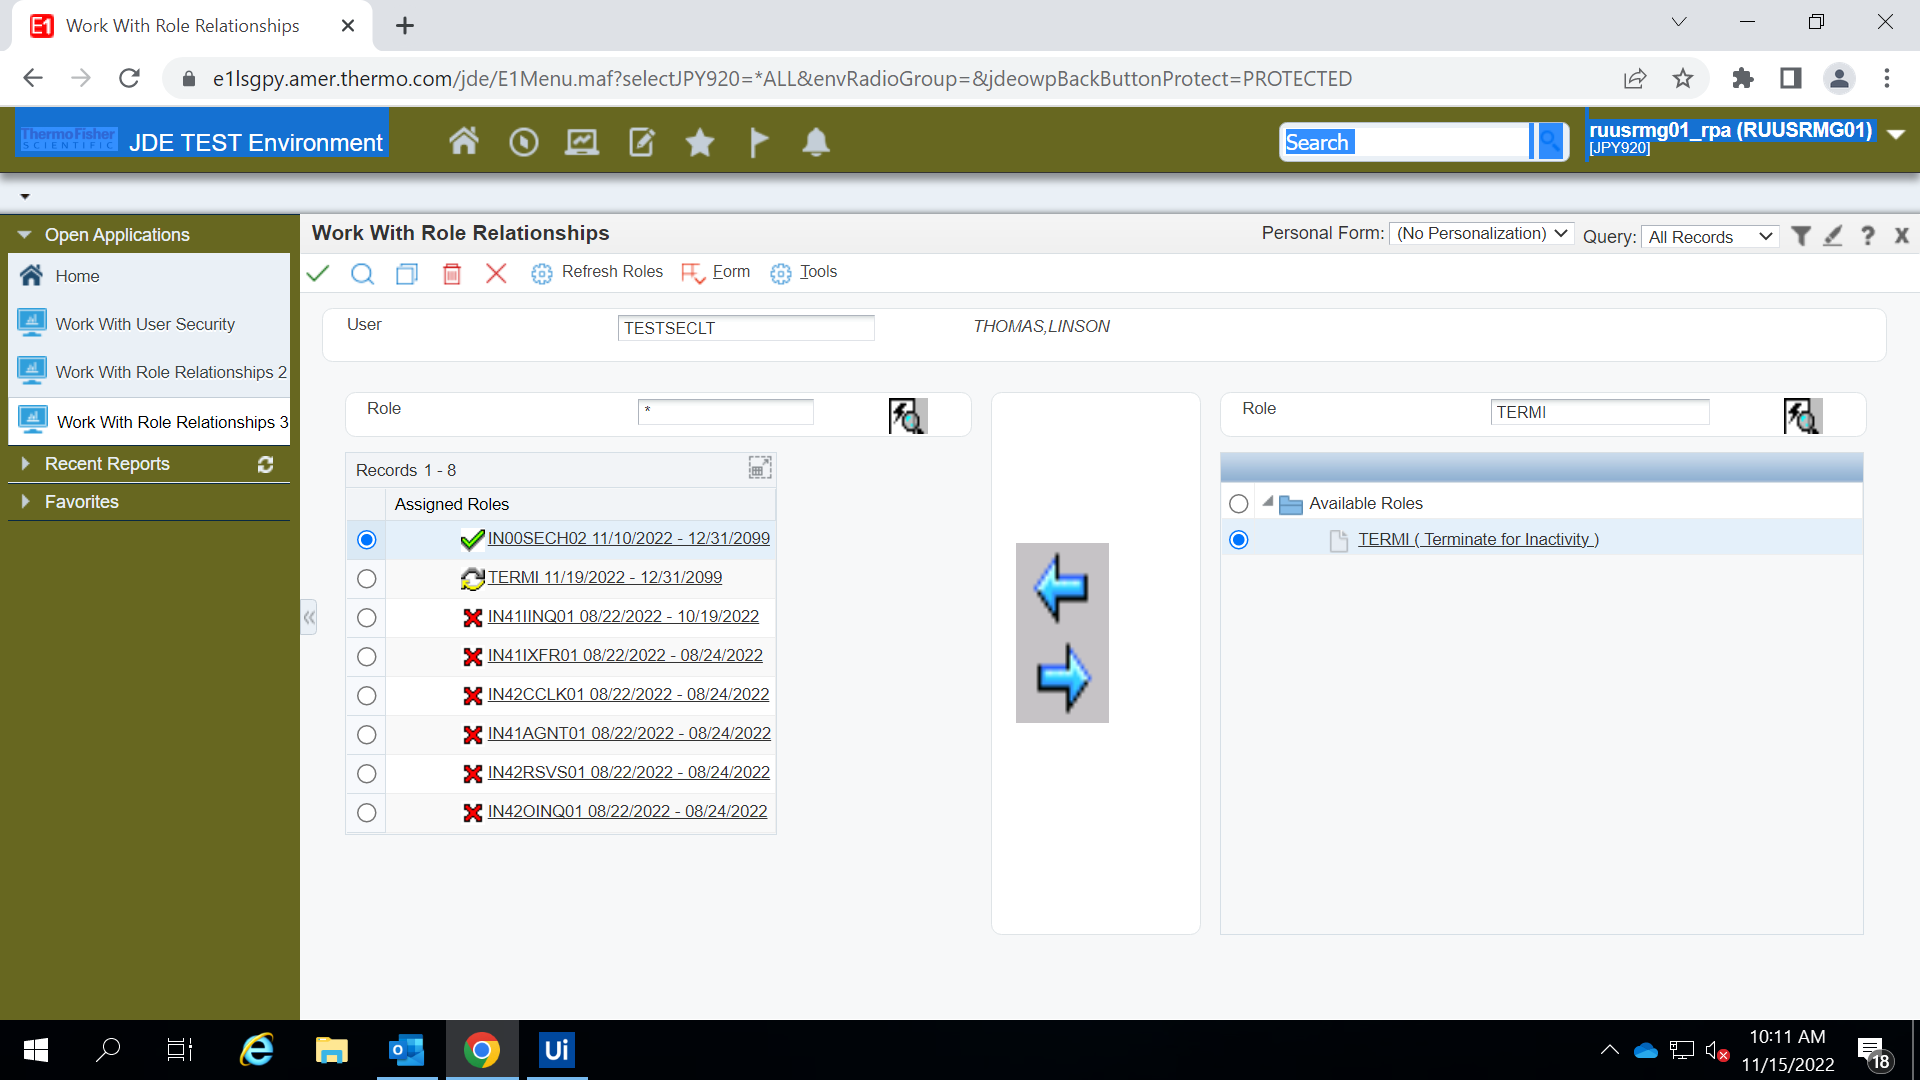 E1 Work With Role Relationships
e1lsgpy.amer.thermo.com/jde/E1Menu.maf?selectJPY920=*ALL&envRadioGroup=&jdeowpBackButtonProtect=PROTECTED
ThermoFisher
SCIENTIFIC
JDE TEST Environment
Search
ruusrmg01_rpa (RUUSRMG01)
[JPY920]
Open Applications
Home
Work With User Security
Work With Role Relationships 2
Work With Role Relationships 3
Recent Reports
Favorites
Work With Role Relationships
Personal Form: (No Personalization)
Query: All Records
Refresh Roles
Form
Tools
User
TESTSECLT
THOMAS,LINSON
Role
*
Records 1 - 8
Assigned Roles
IN00SECH02 11/10/2022 - 12/31/2099
TERMI 11/19/2022 - 12/31/2099
IN41IINQ01 08/22/2022 - 10/19/2022
IN41IXFR01 08/22/2022 - 08/24/2022
IN42CCLK01 08/22/2022 - 08/24/2022
IN41AGNT01 08/22/2022 - 08/24/2022
IN42RSVS01 08/22/2022 - 08/24/2022
IN42OINQ01 08/22/2022 - 08/24/2022
Role
TERMI
Available Roles
TERMI ( Terminate for Inactivity )
Ui
10:11 AM
11/15/2022
18